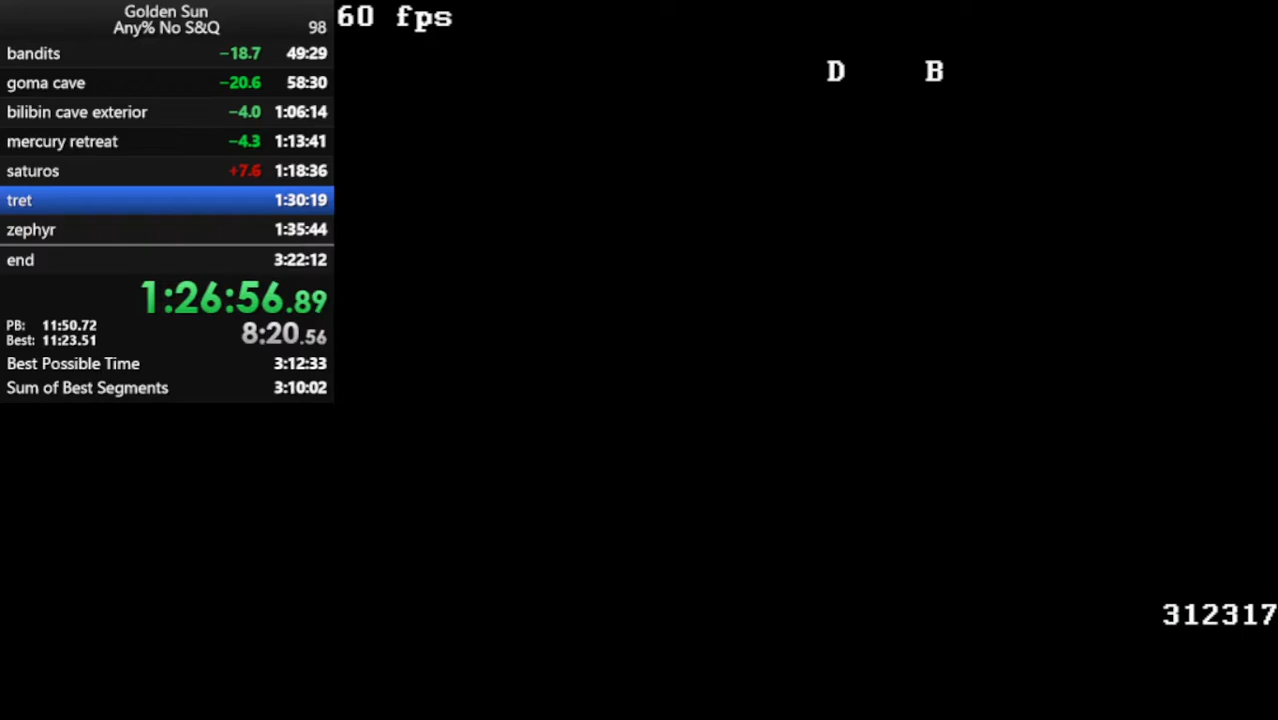 Golden Sun
Any% No S&Q 98
bandits −18.7 49:29
goma cave −20.6 58:30
bilibin cave exterior −4.0 1:06:14
mercury retreat −4.3 1:13:41
saturos +7.6 1:18:36
tret 1:30:19
zephyr 1:35:44
end 3:22:12
1:26:56.89
PB: 11:50.72
Best: 11:23.51
8:20.56
Best Possible Time 3:12:33
Sum of Best Segments 3:10:02
60 fps
D B
312317